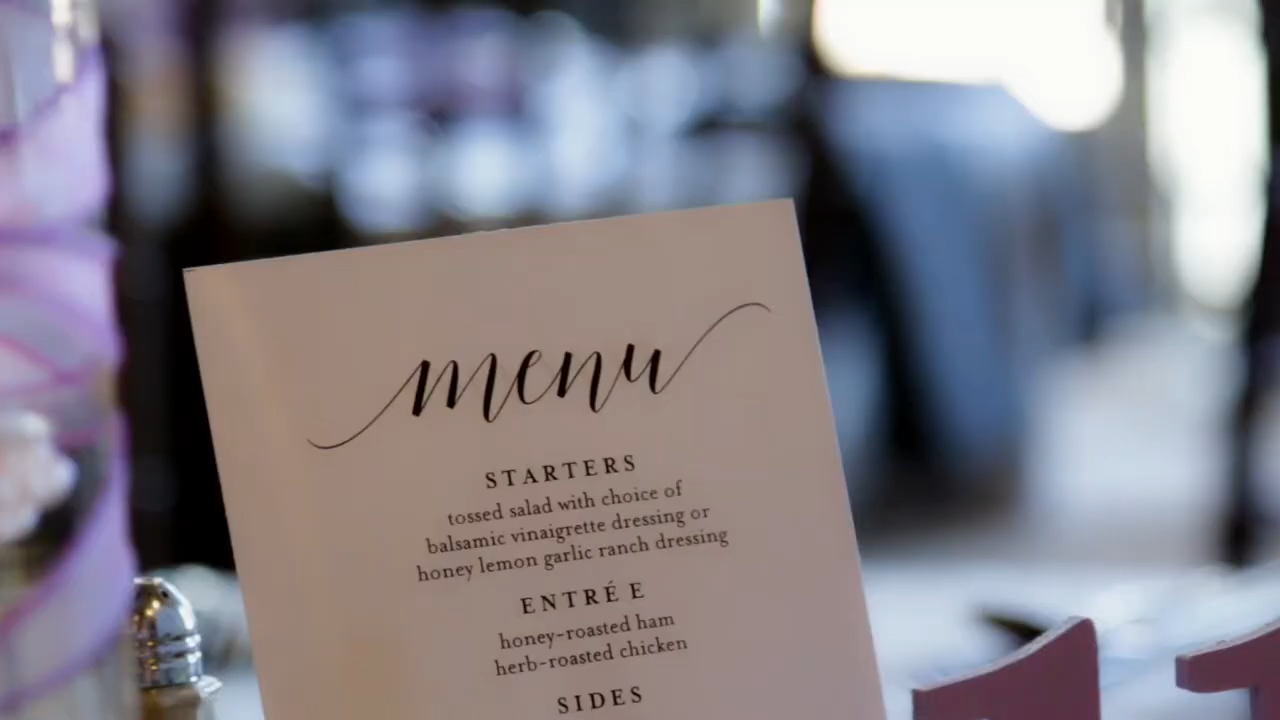 menu
STARTERS
tossed salad with choice of
balsamic vinaigrette dressing or
honey lemon garlic ranch dressing
ENTRÉE
honey-roasted ham
herb-roasted chicken
SIDES